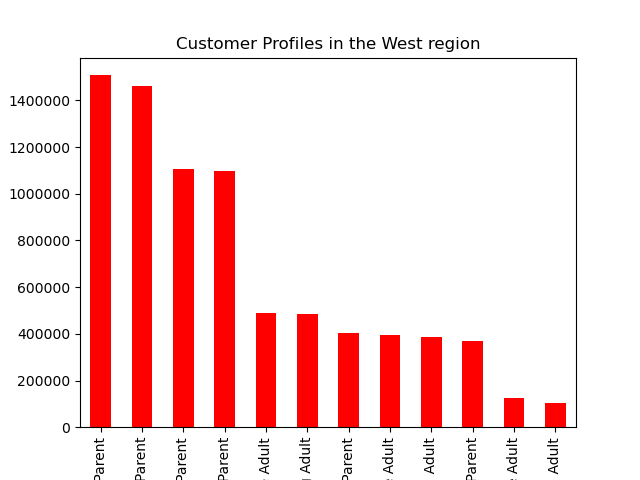 Customer Profiles in the West region
1400000
1200000
1000000
800000
600000
400000
200000
0
Parent
Parent
Parent
Parent
Adult
Adult
Parent
Adult
Adult
Parent
Adult
Adult